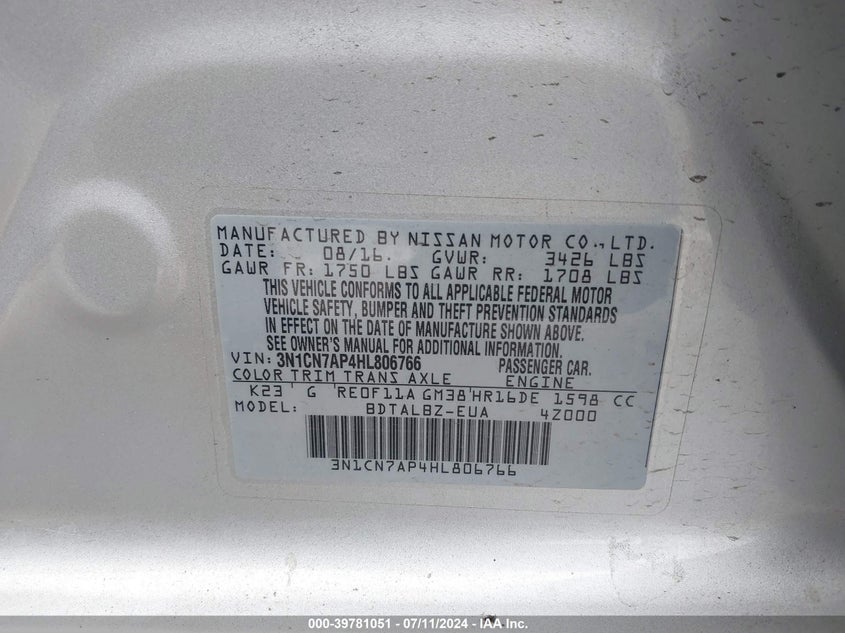 MANUFACTURED BY NISSAN MOTOR CO., LTD.
DATE: 08/16. GVWR: 3426 LBS
GAWR FR: 1750 LBS GAWR RR: 1708 LBS
THIS VEHICLE CONFORMS TO ALL APPLICABLE FEDERAL MOTOR
VEHICLE SAFETY, BUMPER AND THEFT PREVENTION STANDARDS
IN EFFECT ON THE DATE OF MANUFACTURE SHOWN ABOVE.
SEE OWNER'S MANUAL FOR ADDITIONAL INFORMATION.
VIN: 3N1CN7AP4HL806766 PASSENGER CAR.
COLOR TRIM TRANS AXLE ENGINE
K23 ' G 'RE0F11A GM38'HR16DE 1598 CC
MODEL: BDTALBZ-EUA 4Z000
3N1CN7AP4HL806766
000-39781051 - 07/11/2024 - IAA Inc.